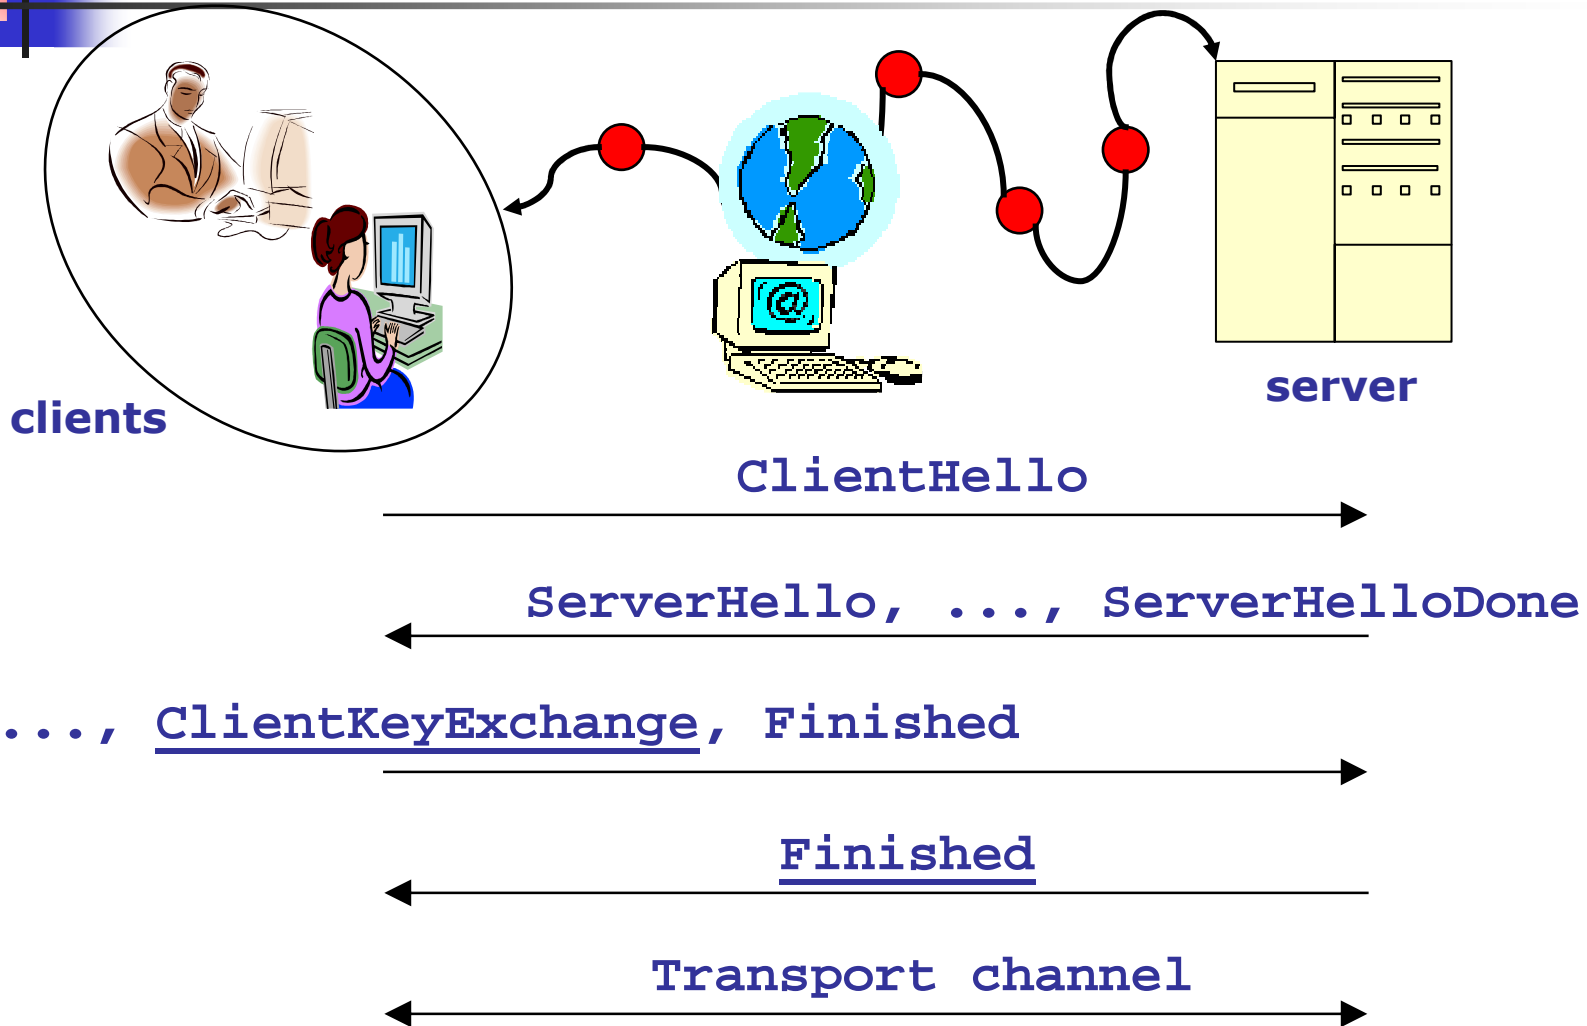 @
server
clients
ClientHello
ServerHello, ..., ServerHelloDone
..., ClientKeyExchange, Finished
Finished
Transport channel